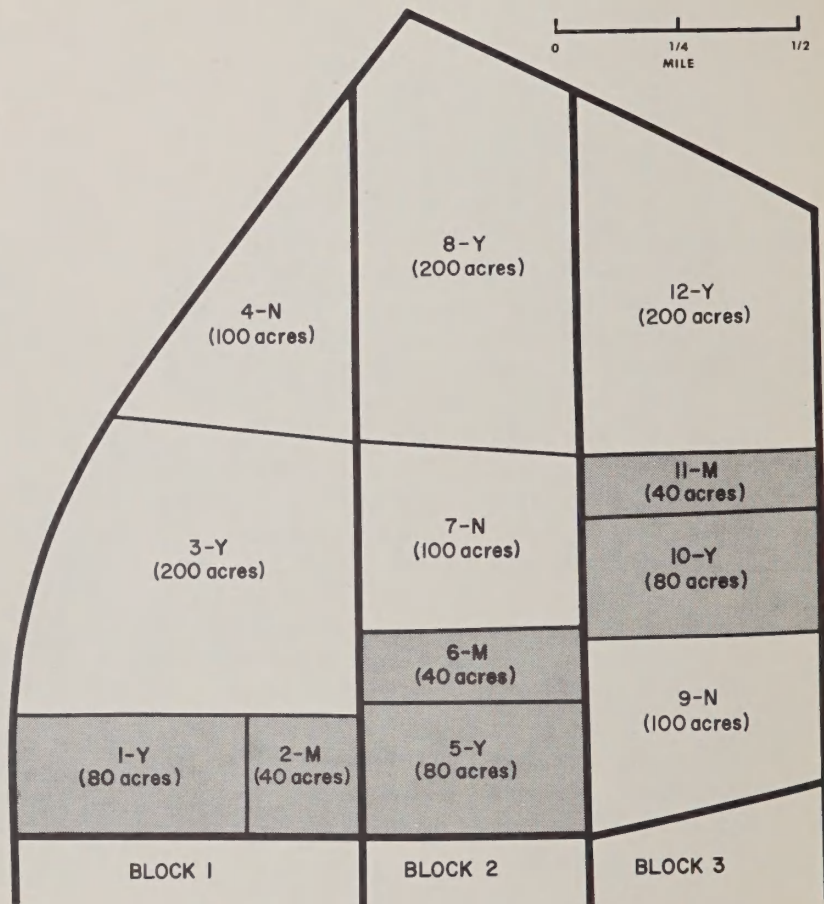 0 1/4 1/2
MILE
8-Y
(200 acres)
12-Y
(200 acres)
4-N
(100 acres)
11-M
(40 acres)
7-N
(100 acres)
3-Y
(200 acres)
10-Y
(80 acres)
6-M
(40 acres)
9-N
(100 acres)
1-Y
(80 acres)
2-M
(40 acres)
5-Y
(80 acres)
BLOCK 1
BLOCK 2
BLOCK 3